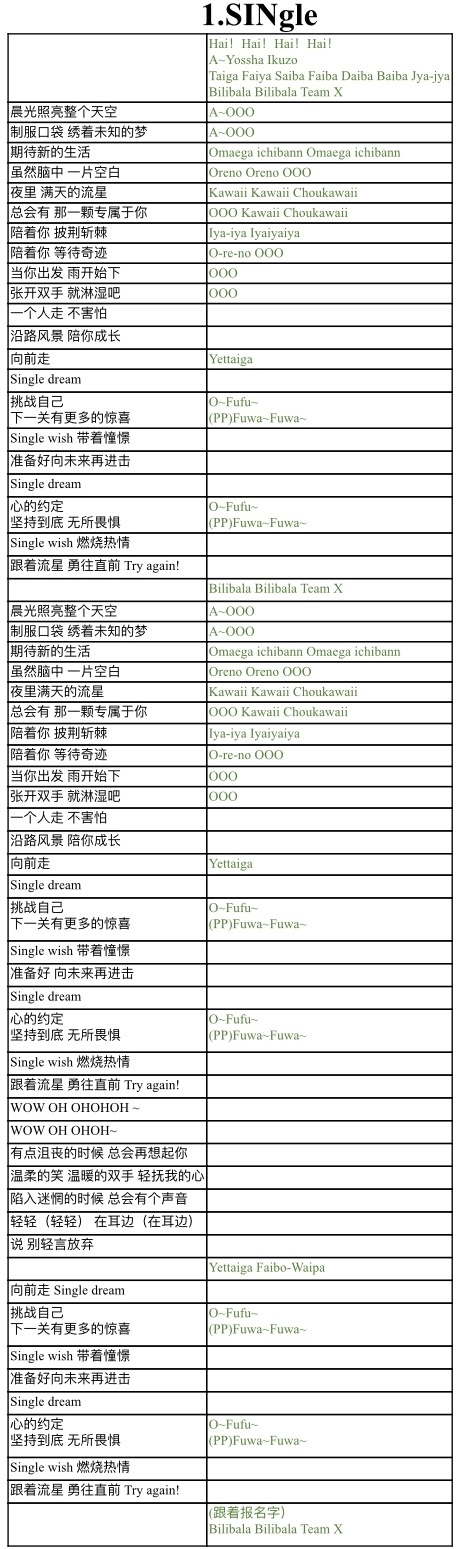 1.SINgle
Hai！Hai！Hai！Hai！
A~Yossha Ikuzo
Taiga Faiya Saiba Faiba Daiba Baiba Jya-jya
Bilibala Bilibala Team X
晨光照亮整个天空 A~OOO
制服口袋 绣着未知的梦 A~OOO
期待新的生活 Omaega ichibann Omaega ichibann
虽然脑中 一片空白 Oreno Oreno OOO
夜里 满天的流星 Kawaii Kawaii Choukawaii
总会有 那一颗专属于你 OOO Kawaii Choukawaii
陪着你 披荆斩棘 Iya-iya Iyaiyaiya
陪着你 等待奇迹 O-re-no OOO
当你出发 雨开始下 OOO
张开双手 就淋湿吧 OOO
一个人走 不害怕
沿路风景 陪你成长
向前走 Yettaiga
Single dream
挑战自己 O~Fufu~
下一关有更多的惊喜 (PP)Fuwa~Fuwa~
Single wish 带着憧憬
准备好向未来再进击
Single dream
心的约定 O~Fufu~
坚持到底 无所畏惧 (PP)Fuwa~Fuwa~
Single wish 燃烧热情
跟着流星 勇往直前 Try again!
Bilibala Bilibala Team X
晨光照亮整个天空 A~OOO
制服口袋 绣着未知的梦 A~OOO
期待新的生活 Omaega ichibann Omaega ichibann
虽然脑中 一片空白 Oreno Oreno OOO
夜里满天的流星 Kawaii Kawaii Choukawaii
总会有 那一颗专属于你 OOO Kawaii Choukawaii
陪着你 披荆斩棘 Iya-iya Iyaiyaiya
陪着你 等待奇迹 O-re-no OOO
当你出发 雨开始下 OOO
张开双手 就淋湿吧 OOO
一个人走 不害怕
沿路风景 陪你成长
向前走 Yettaiga
Single dream
挑战自己 O~Fufu~
下一关有更多的惊喜 (PP)Fuwa~Fuwa~
Single wish 带着憧憬
准备好 向未来再进击
Single dream
心的约定 O~Fufu~
坚持到底 无所畏惧 (PP)Fuwa~Fuwa~
Single wish 燃烧热情
跟着流星 勇往直前 Try again!
WOW OH OHOHOH ~
WOW OH OHOH~
有点沮丧的时候 总会再想起你
温柔的笑 温暖的双手 轻抚我的心
陷入迷惘的时候 总会有个声音
轻轻（轻轻） 在耳边（在耳边）
说 别轻言放弃
Yettaiga Faibo-Waipa
向前走 Single dream
挑战自己 O~Fufu~
下一关有更多的惊喜 (PP)Fuwa~Fuwa~
Single wish 带着憧憬
准备好向未来再进击
Single dream
心的约定 O~Fufu~
坚持到底 无所畏惧 (PP)Fuwa~Fuwa~
Single wish 燃烧热情
跟着流星 勇往直前 Try again!
(跟着报名字）
Bilibala Bilibala Team X